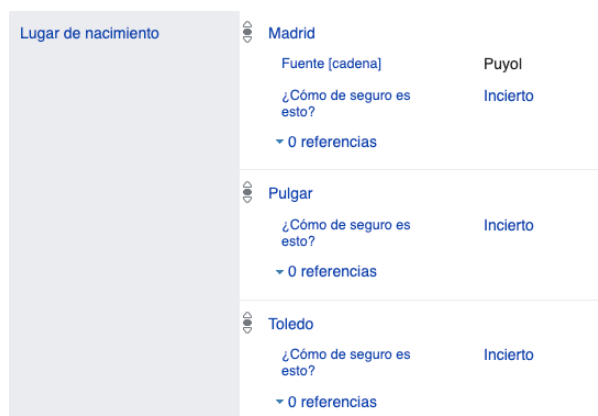 Lugar de nacimiento
Madrid
Fuente [cadena] Puyol
¿Cómo de seguro es Incierto
esto?
0 referencias
Pulgar
¿Cómo de seguro es Incierto
esto?
0 referencias
Toledo
¿Cómo de seguro es Incierto
esto?
0 referencias